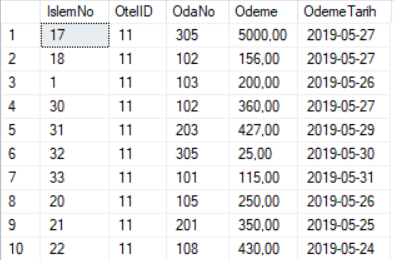 IslemNo OtelID OdaNo Odeme OdemeTarih
1 17 11 305 5000,00 2019-05-27
2 18 11 102 156,00 2019-05-27
3 1 11 103 200,00 2019-05-26
4 30 11 102 360,00 2019-05-27
5 31 11 203 427,00 2019-05-29
6 32 11 305 25,00 2019-05-30
7 33 11 101 115,00 2019-05-31
8 20 11 105 250,00 2019-05-26
9 21 11 201 350,00 2019-05-25
10 22 11 108 430,00 2019-05-24